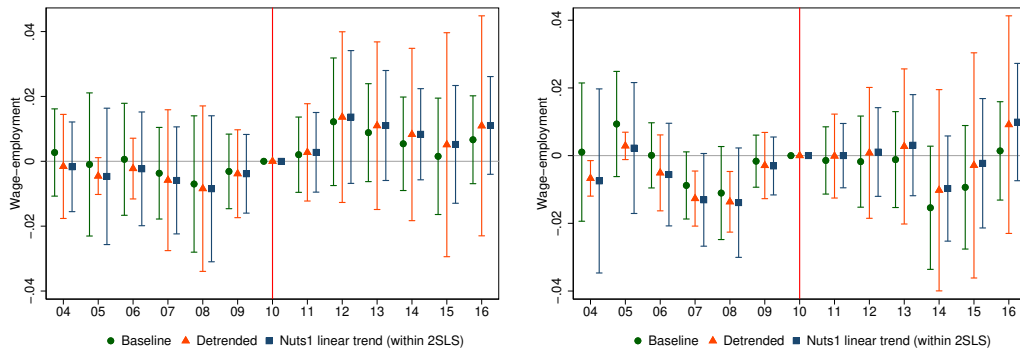 Wage-employment
.04
.02
0
-.02
-.04
04 05 06 07 08 09 10 11 12 13 14 15 16
Baseline Detrended Nuts1 linear trend (within 2SLS)
Wage-employment
.04
.02
0
-.02
-.04
04 05 06 07 08 09 10 11 12 13 14 15 16
Baseline Detrended Nuts1 linear trend (within 2SLS)